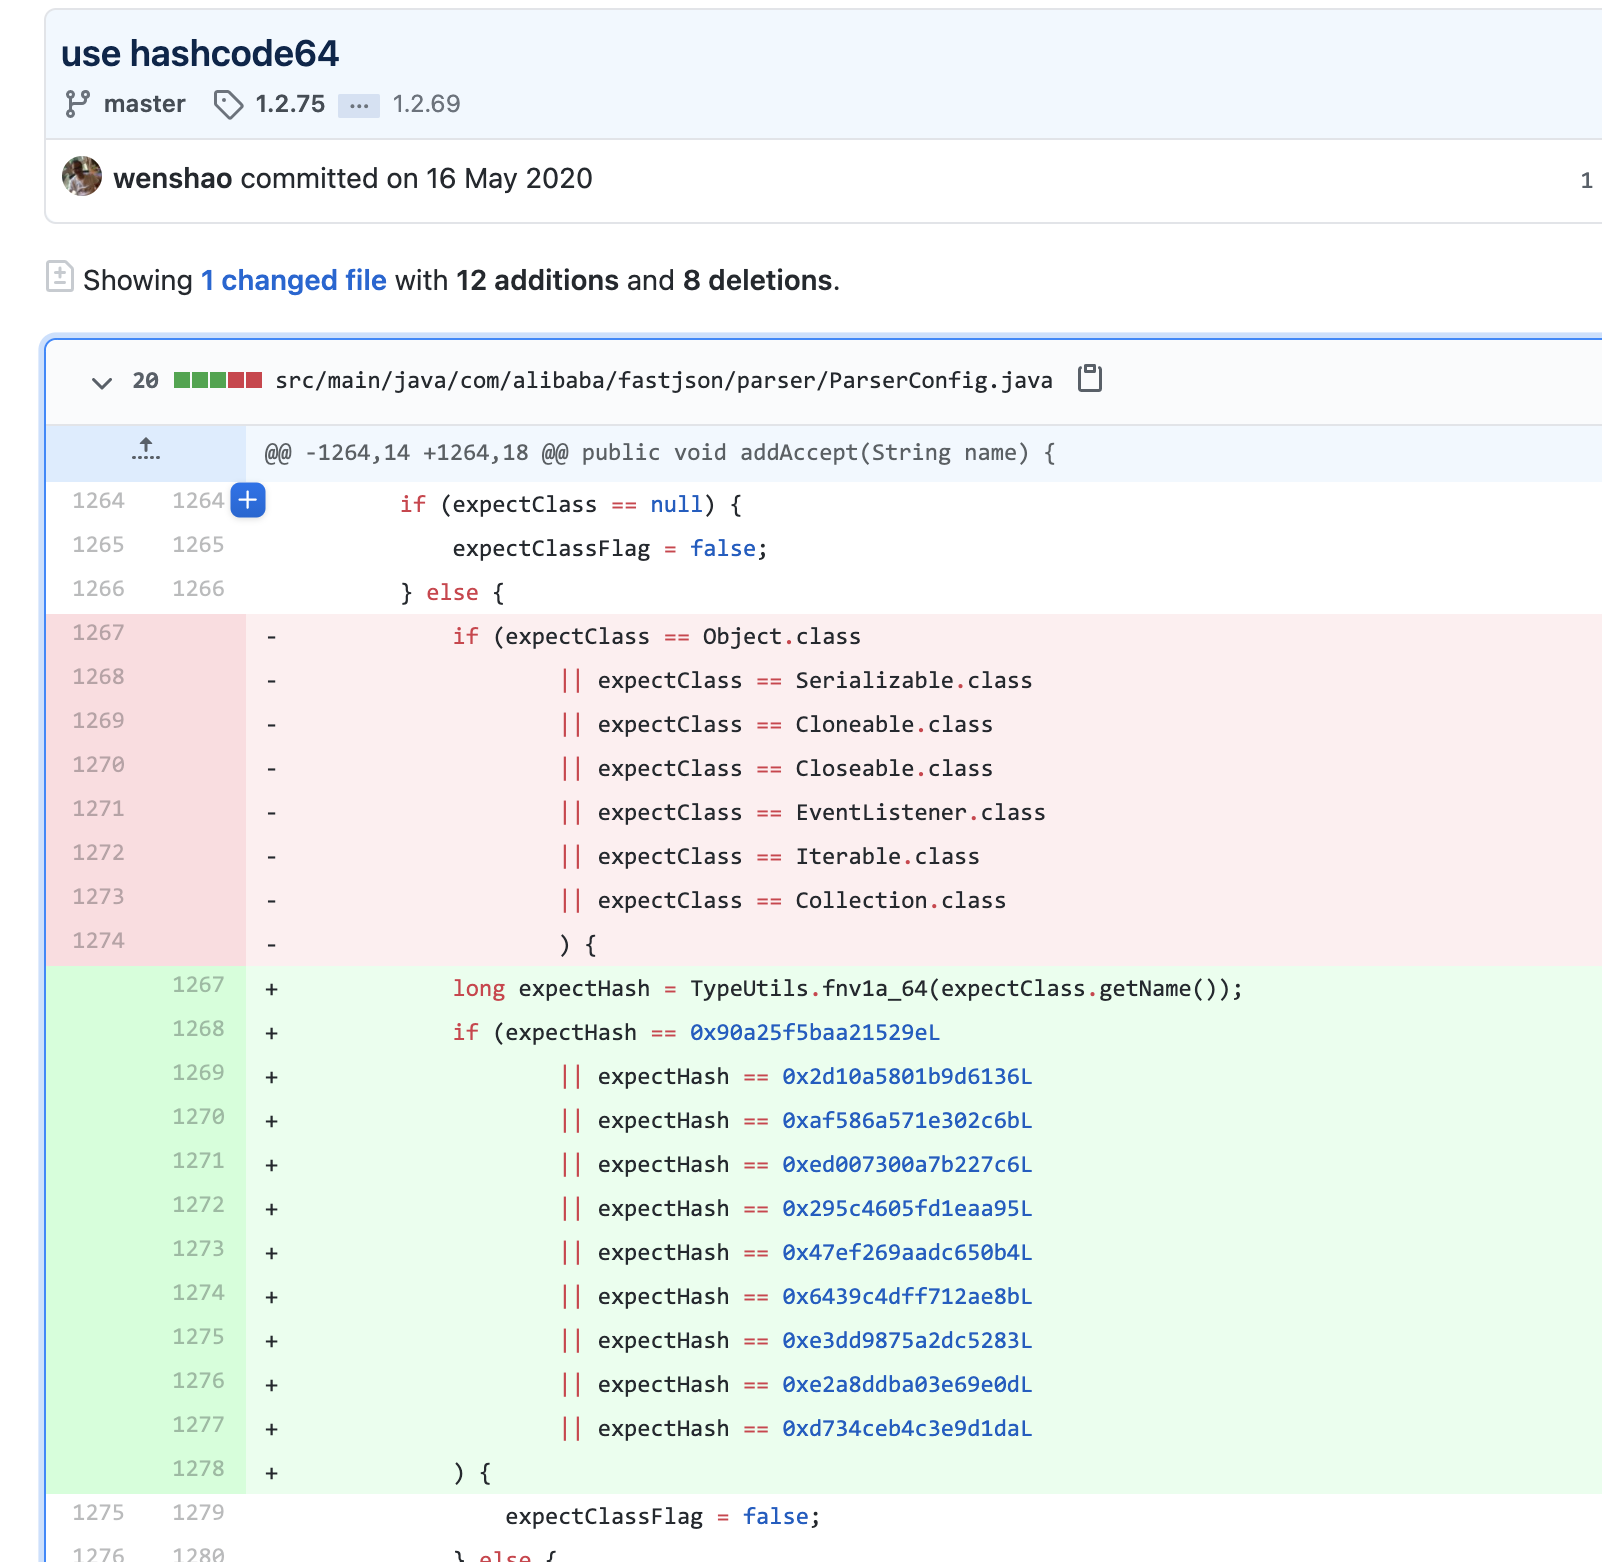 use hashcode64
master 1.2.75 ... 1.2.69
wenshao committed on 16 May 2020 1
Showing 1 changed file with 12 additions and 8 deletions.
20 src/main/java/com/alibaba/fastjson/parser/ParserConfig.java
@@ -1264,14 +1264,18 @@ public void addAccept(String name) {
1264 1264 + if (expectClass == null) {
1265 1265 expectClassFlag = false;
1266 1266 } else {
1267 - if (expectClass == Object.class
1268 - || expectClass == Serializable.class
1269 - || expectClass == Cloneable.class
1270 - || expectClass == Closeable.class
1271 - || expectClass == EventListener.class
1272 - || expectClass == Iterable.class
1273 - || expectClass == Collection.class
1274 - ) {
1267 + long expectHash = TypeUtils.fnv1a_64(expectClass.getName());
1268 + if (expectHash == 0x90a25f5baa21529eL
1269 + || expectHash == 0x2d10a5801b9d6136L
1270 + || expectHash == 0xaf586a571e302c6bL
1271 + || expectHash == 0xed007300a7b227c6L
1272 + || expectHash == 0x295c4605fd1eaa95L
1273 + || expectHash == 0x47ef269aadc650b4L
1274 + || expectHash == 0x6439c4dff712ae8bL
1275 + || expectHash == 0xe3dd9875a2dc5283L
1276 + || expectHash == 0xe2a8ddba03e69e0dL
1277 + || expectHash == 0xd734ceb4c3e9d1daL
1278 + ) {
1275 1279 expectClassFlag = false;
1276 1280 } else {